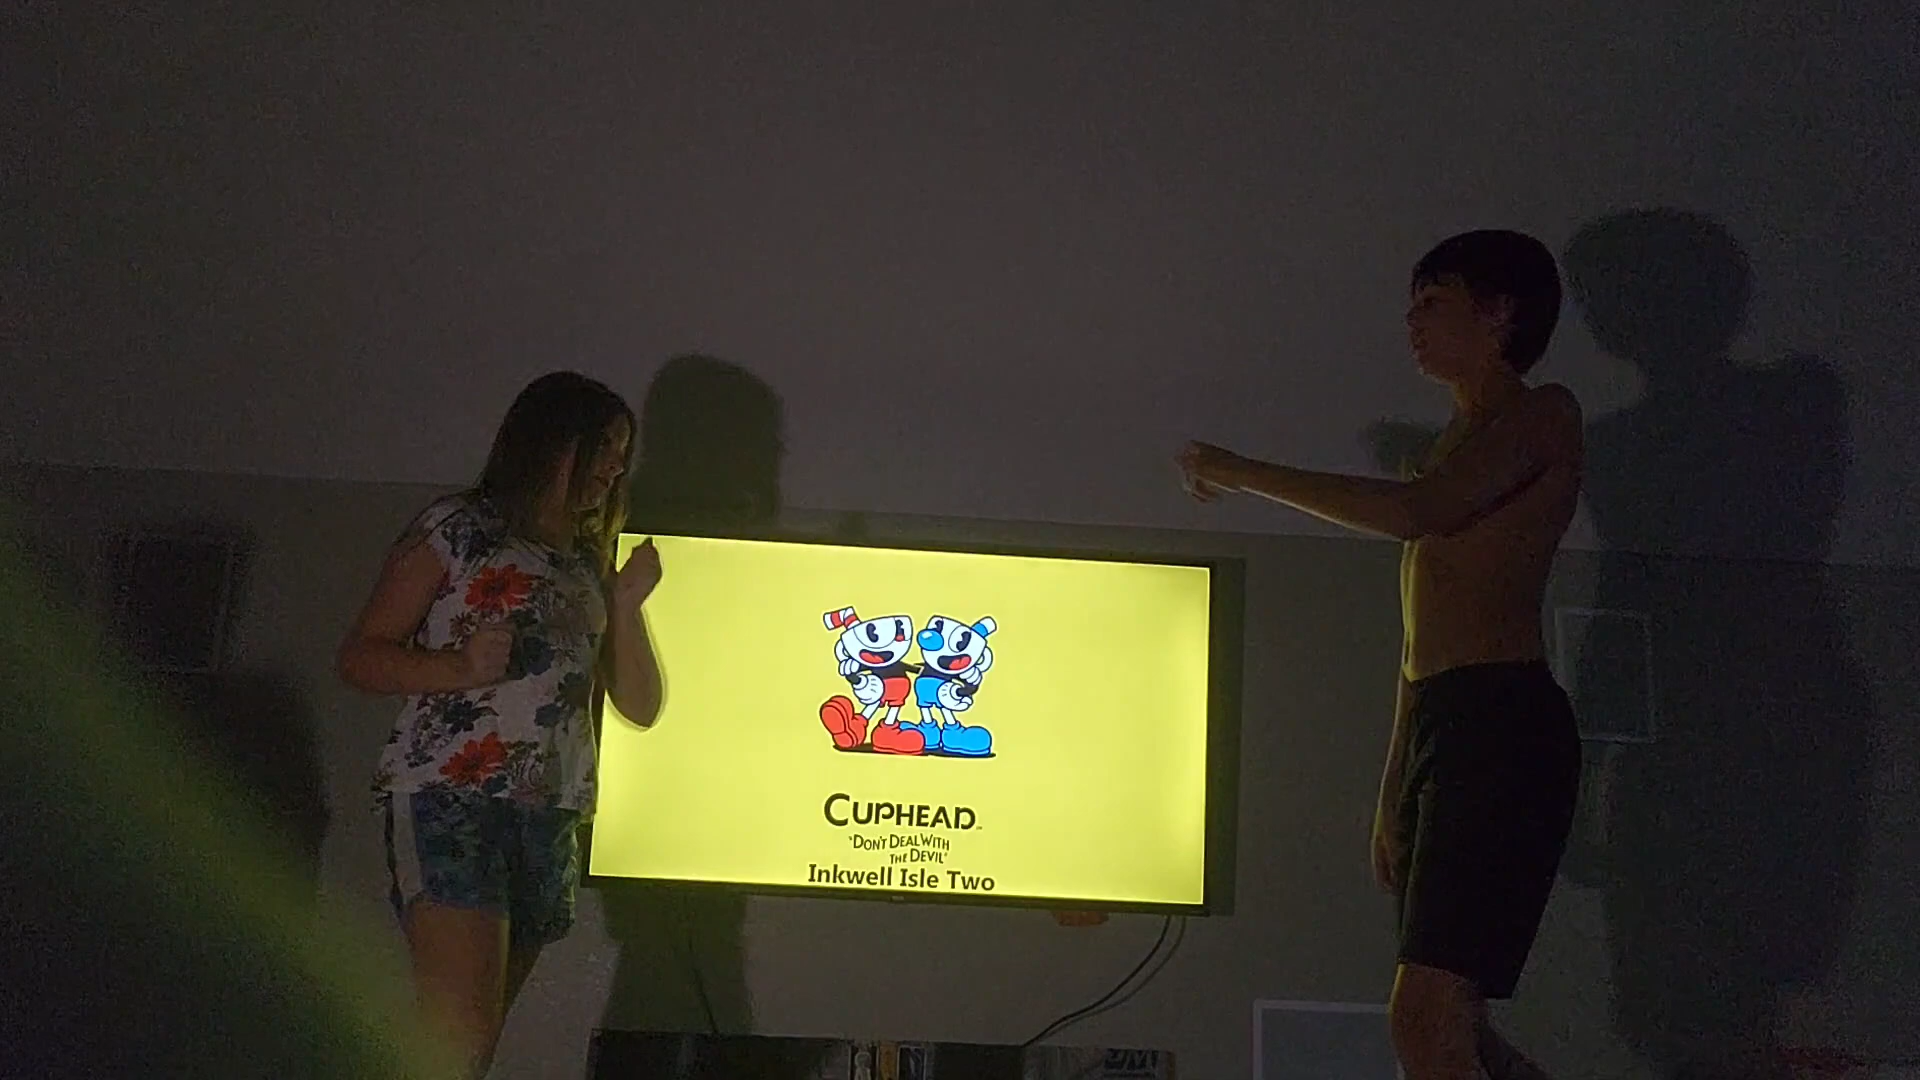 CUPHEAD
"DON'T DEAL WITH
THE DEVIL"
Inkwell Isle Two